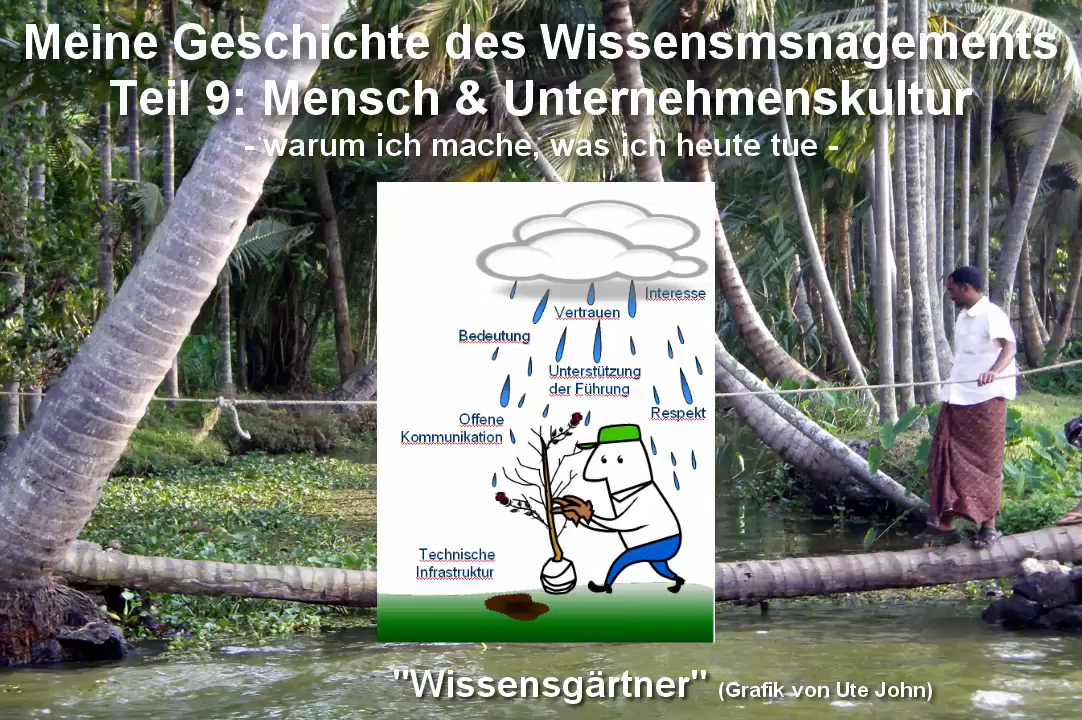 Meine Geschichte des Wissensmsnagements
Teil 9: Mensch & Unternehmenskultur
- warum ich mache, was ich heute tue -
Interesse
Vertrauen
Bedeutung
Unterstützung
der Führung
Respekt
Offene
Kommunikation
Technische
Infrastruktur
"Wissensgärtner" (Grafik von Ute John)